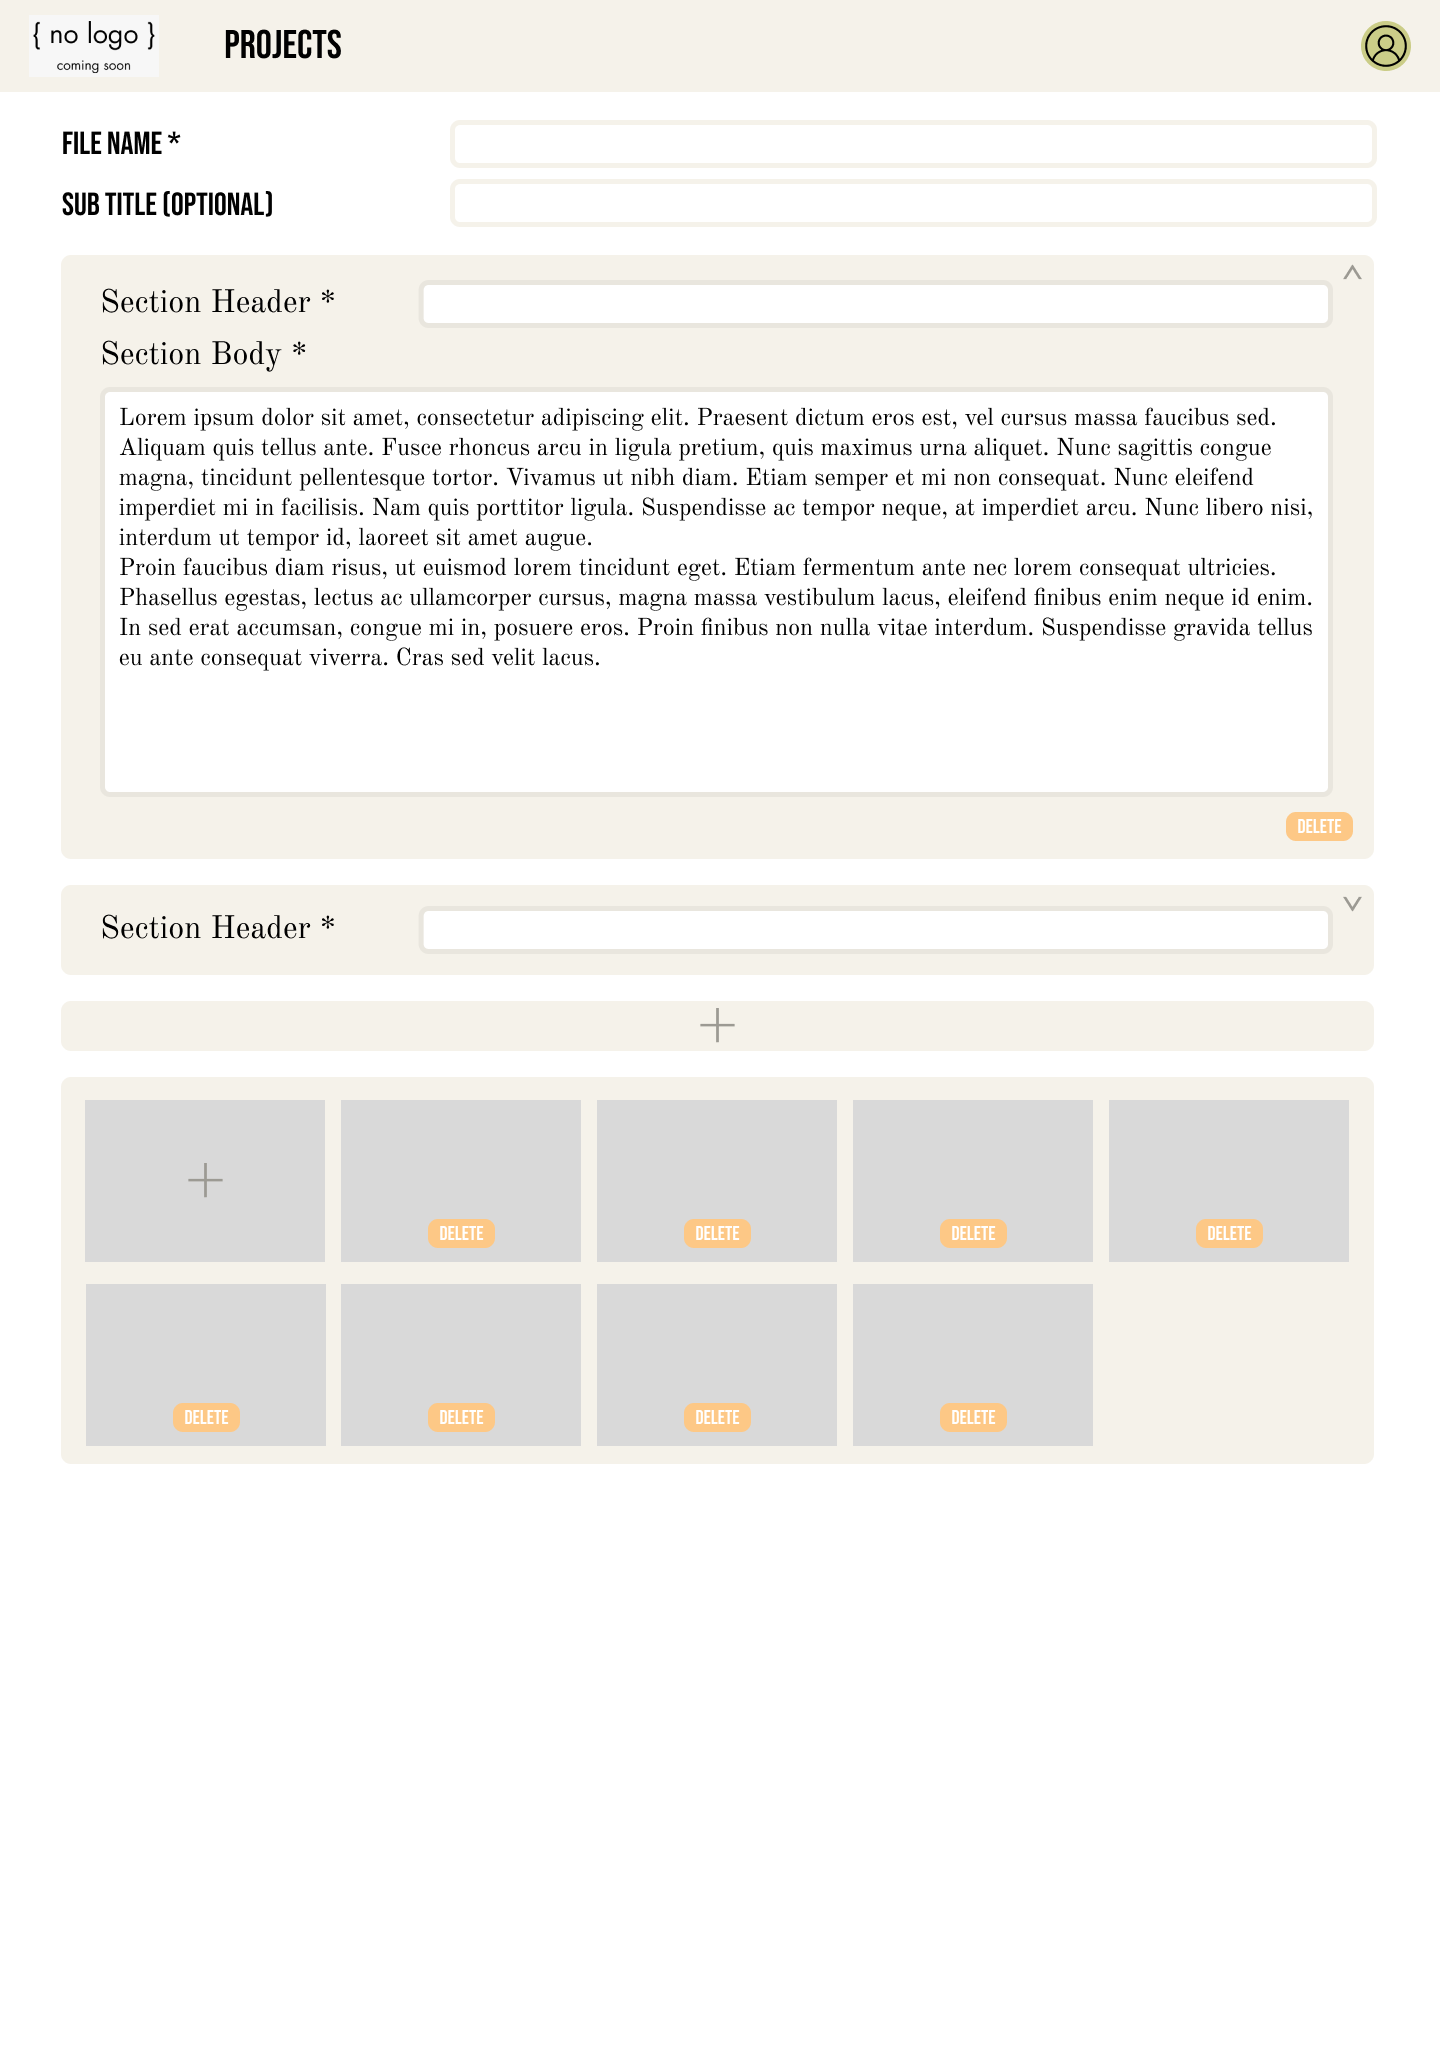 { no logo }
coming soon
PROJECTS
FILE NAME *
SUB TITLE (OPTIONAL)
Section Header *
Section Body *
Lorem ipsum dolor sit amet, consectetur adipiscing elit. Praesent dictum eros est, vel cursus massa faucibus sed.
Aliquam quis tellus ante. Fusce rhoncus arcu in ligula pretium, quis maximus urna aliquet. Nunc sagittis congue
magna, tincidunt pellentesque tortor. Vivamus ut nibh diam. Etiam semper et mi non consequat. Nunc eleifend
imperdiet mi in facilisis. Nam quis porttitor ligula. Suspendisse ac tempor neque, at imperdiet arcu. Nunc libero nisi,
interdum ut tempor id, laoreet sit amet augue.
Proin faucibus diam risus, ut euismod lorem tincidunt eget. Etiam fermentum ante nec lorem consequat ultricies.
Phasellus egestas, lectus ac ullamcorper cursus, magna massa vestibulum lacus, eleifend finibus enim neque id enim.
In sed erat accumsan, congue mi in, posuere eros. Proin finibus non nulla vitae interdum. Suspendisse gravida tellus
eu ante consequat viverra. Cras sed velit lacus.
DELETE
Section Header *
DELETE
DELETE
DELETE
DELETE
DELETE
DELETE
DELETE
DELETE